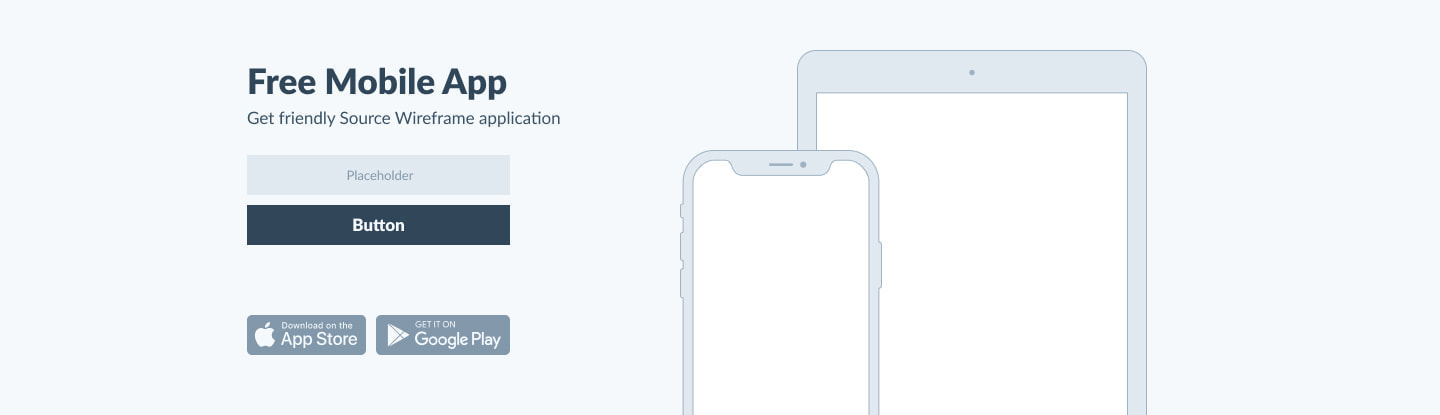 Free Mobile App
Get friendly Source Wireframe application
Placeholder
Button
Download on the
App Store
GET IT ON
Google Play